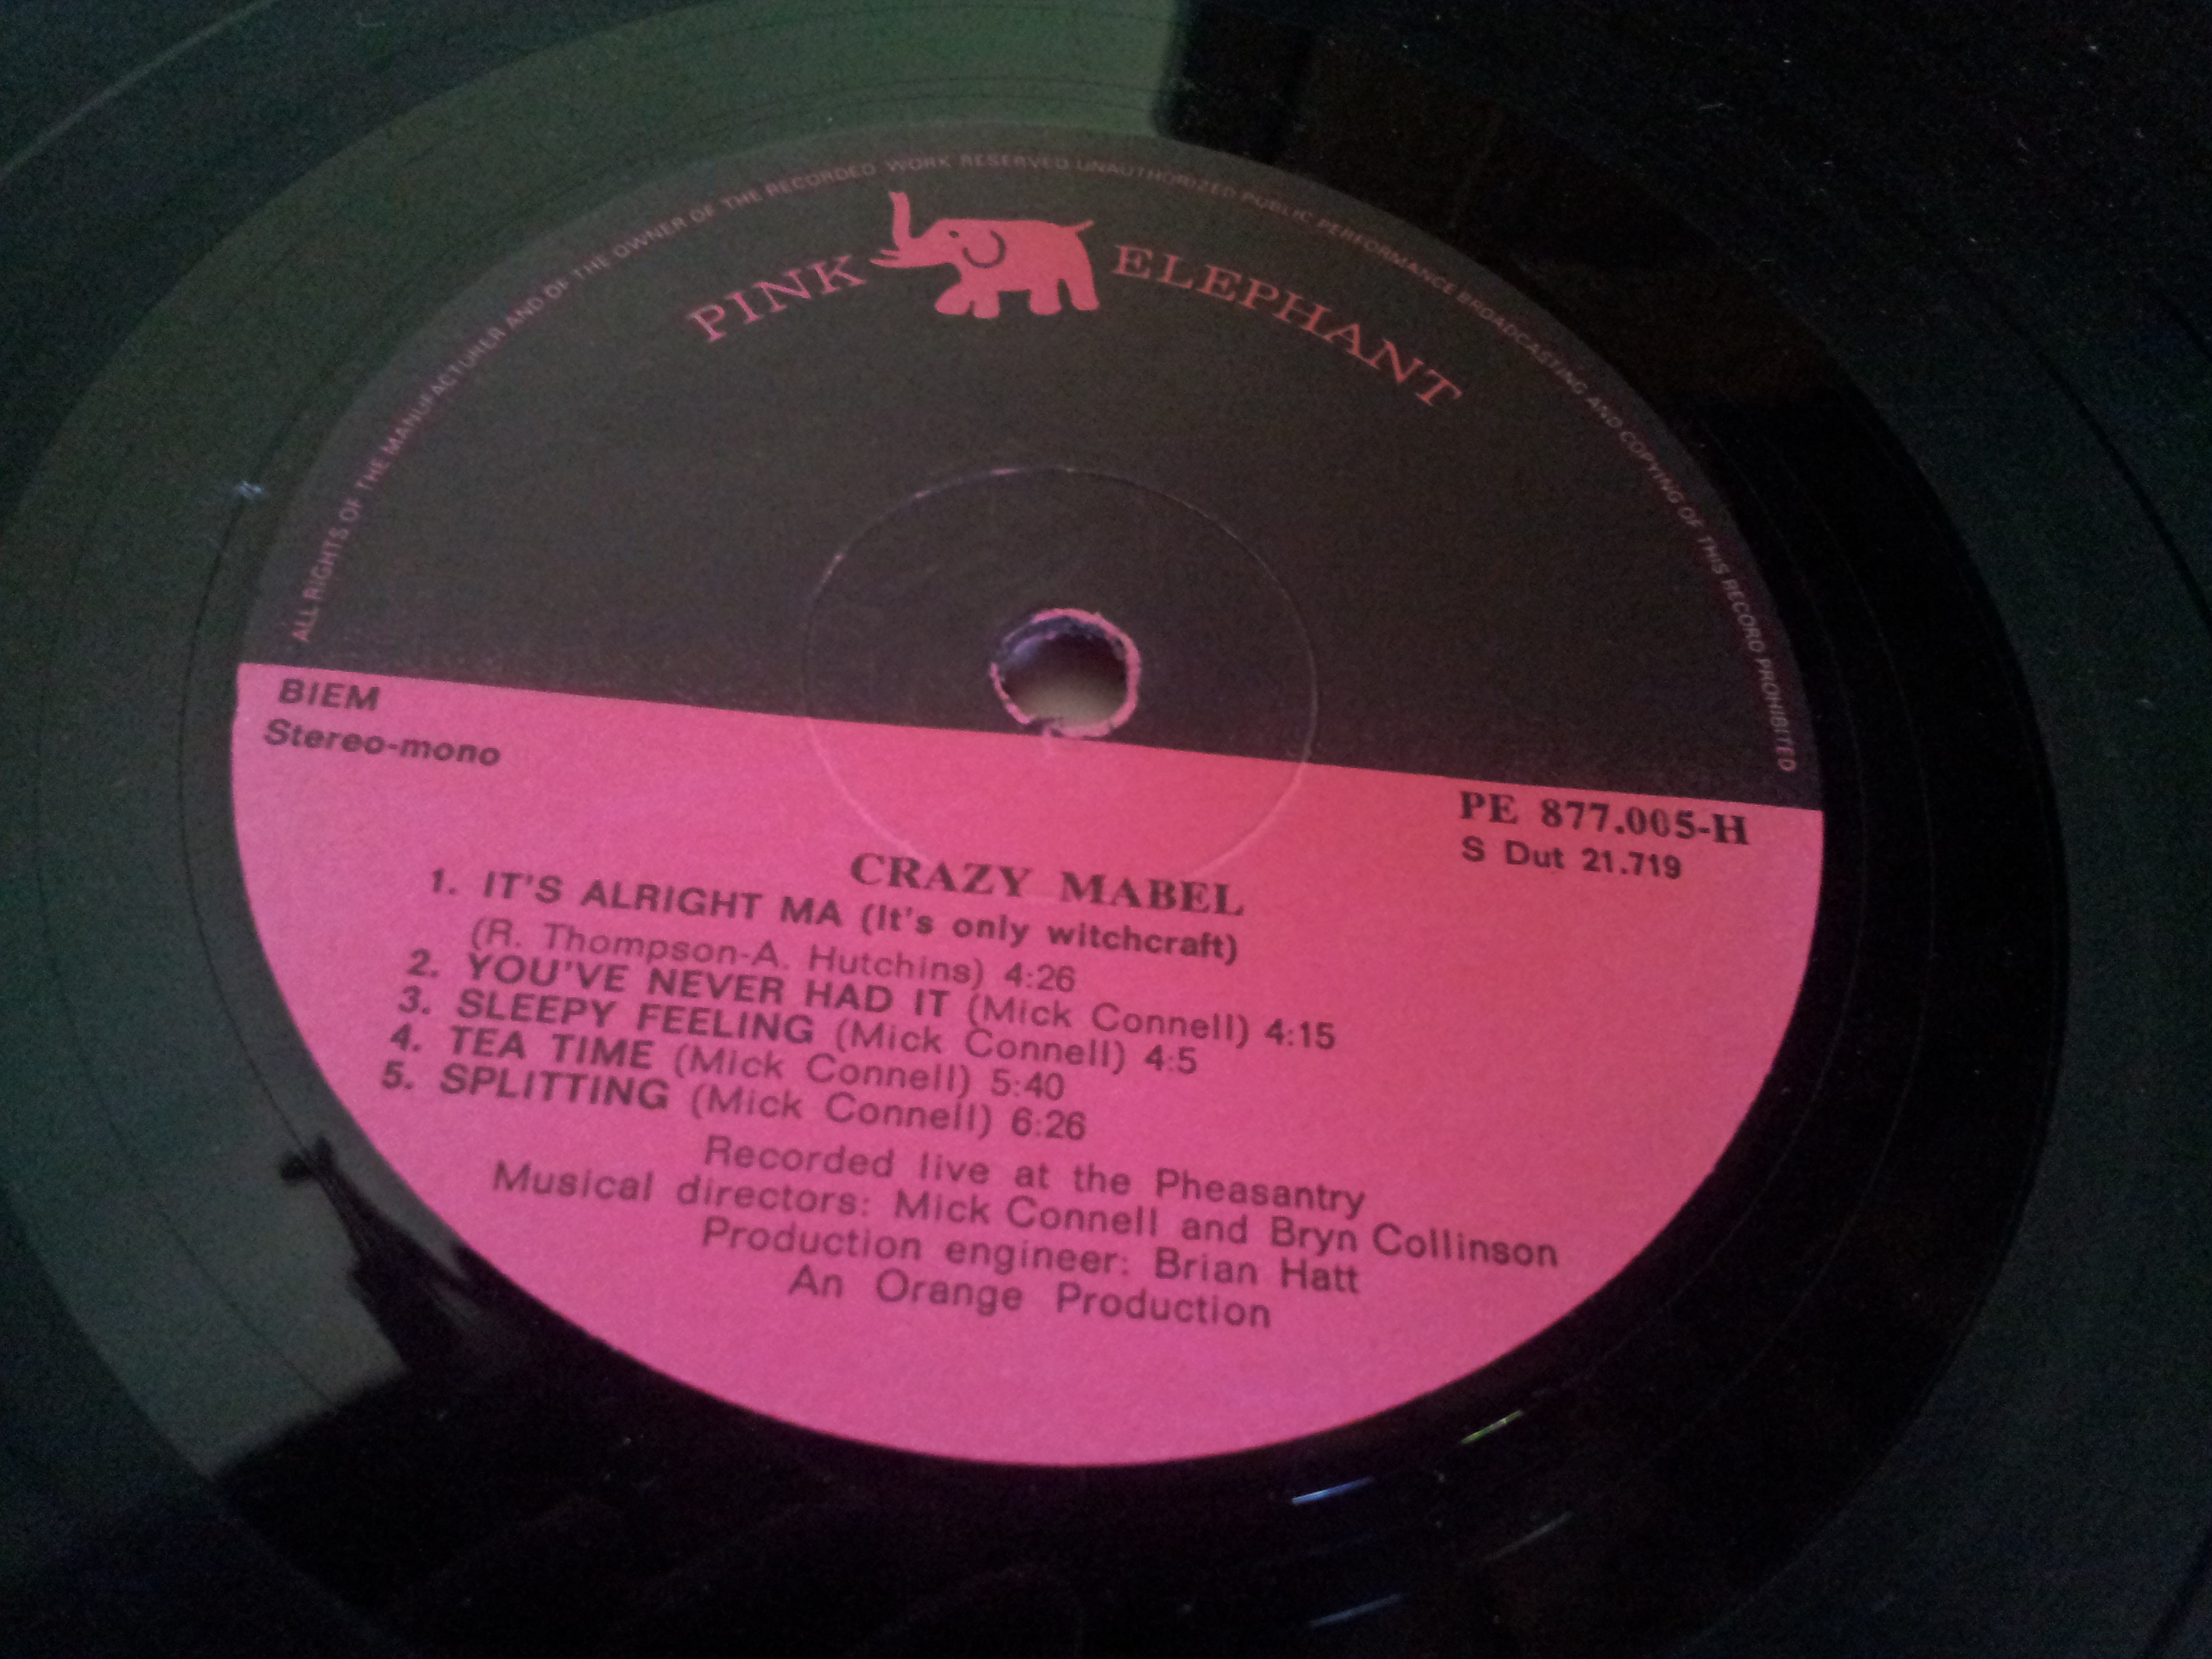 ALL RIGHTS OF THE MANUFACTURER AND OF THE OWNER OF THE RECORDED WORK RESERVED UNAUTHORIZED PUBLIC PERFORMANCE BROADCASTING AND COPYING OF THIS RECORD PROHIBITED
PINK ELEPHANT
BIEM
Stereo-mono
PE 877.005-H
S Dut 21.719
CRAZY MABEL
1. IT'S ALRIGHT MA (It's only witchcraft)
(R. Thompson-A. Hutchins) 4:26
2. YOU'VE NEVER HAD IT (Mick Connell) 4:15
3. SLEEPY FEELING (Mick Connell) 4:5
4. TEA TIME (Mick Connell) 5:40
5. SPLITTING (Mick Connell) 6:26
Recorded live at the Pheasantry
Musical directors: Mick Connell and Bryn Collinson
Production engineer: Brian Hatt
An Orange Production